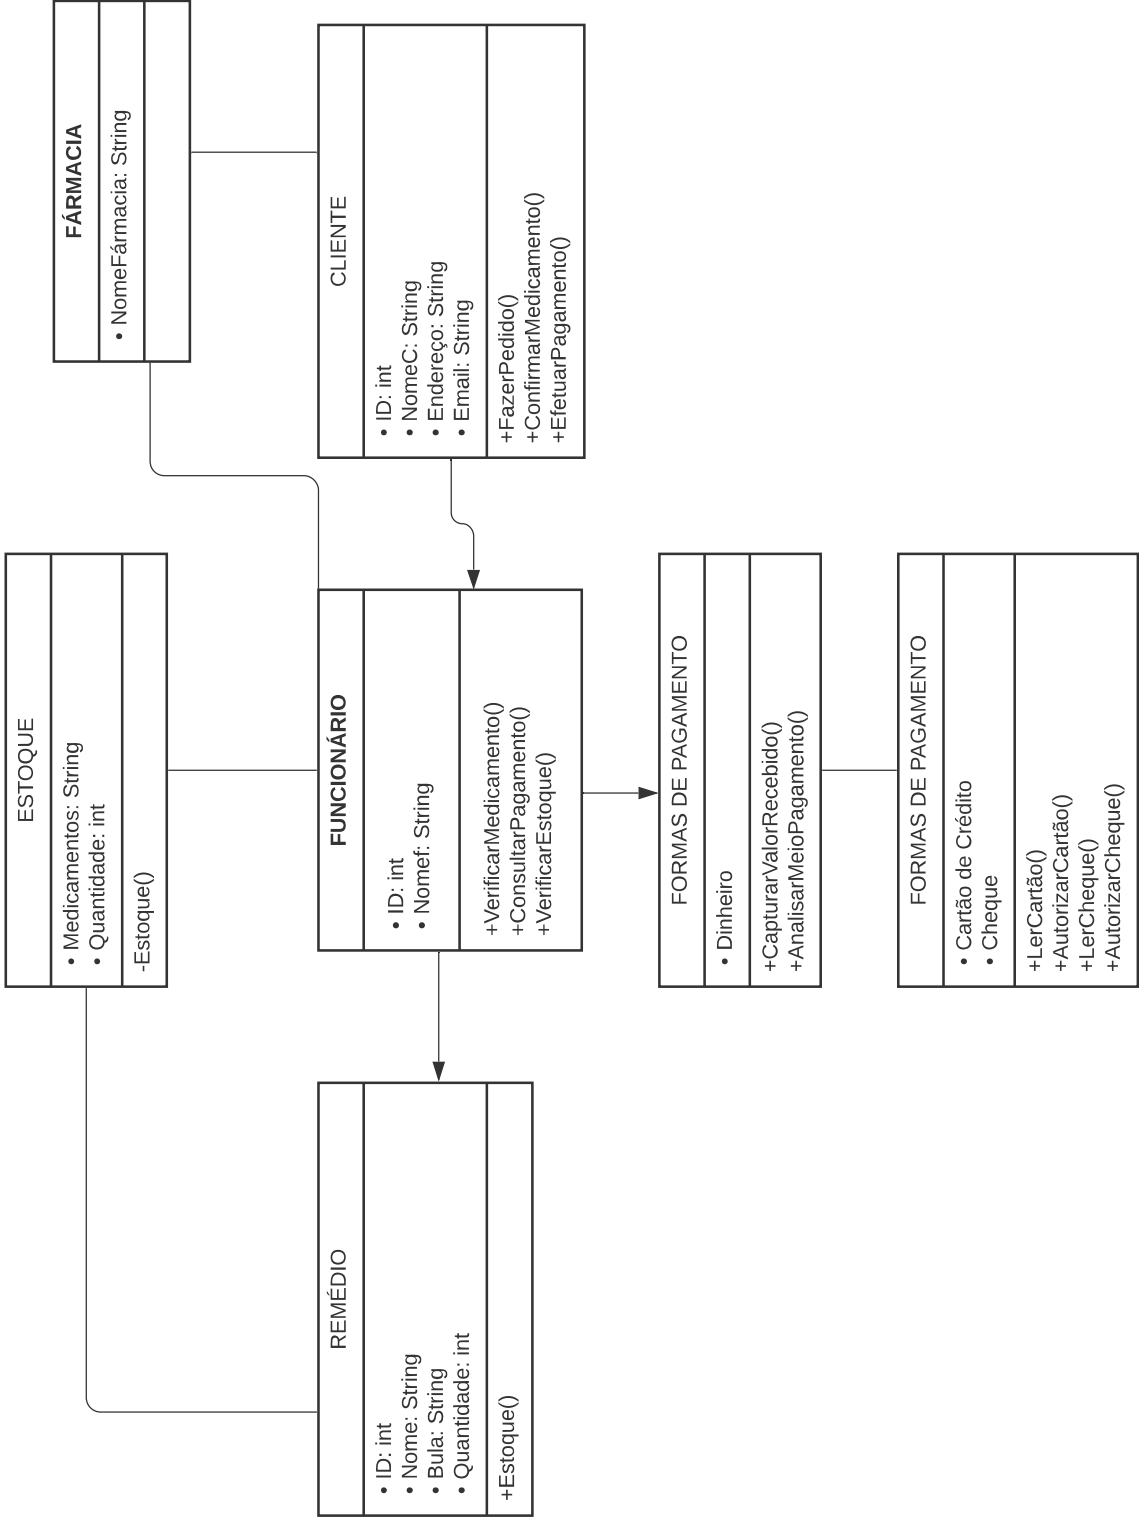 FÁRMACIA
• NomeFármacia: String
CLIENTE
• ID: int
• NomeC: String
• Endereço: String
• Email: String
+FazerPedido()
+ConfirmarMedicamento()
+EfetuarPagamento()
ESTOQUE
• Medicamentos: String
• Quantidade: int
-Estoque()
FUNCIONÁRIO
• ID: int
• Nomef: String
+VerificarMedicamento()
+ConsultarPagamento()
+VerificarEstoque()
FORMAS DE PAGAMENTO
• Dinheiro
+CapturarValorRecebido()
+AnalisarMeioPagamento()
FORMAS DE PAGAMENTO
• Cartão de Crédito
• Cheque
+LerCartão()
+AutorizarCartão()
+LerCheque()
+AutorizarCheque()
REMÉDIO
• ID: int
• Nome: String
• Bula: String
• Quantidade: int
+Estoque()